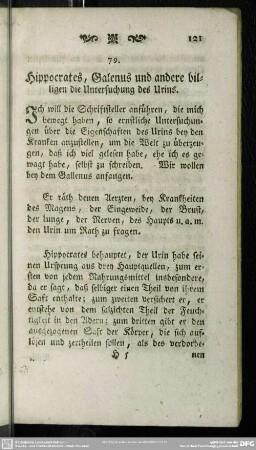 121
79.
Hippocrates, Galenus und andere bil-
ligen die Untersuchung des Urins.
Ich will die Schriftsteller anführen, die mich
bewegt haben, so ernstliche Untersuchun-
gen über die Eigenschaften des Urins bey den
Kranken anzustellen, um die Welt zu überzeu-
gen, daß ich viel gelesen habe, ehe ich es ge-
wagt habe, selbst zu schreiben. Wir wollen
bey dem Gallenus anfangen.
Er räth denen Aerzten, bey Krankheiten
des Magens, der Eingeweide, der Brust,
der lunge, der Nerven, des Haupts u. a. m.
den Urin um Rath zu fragen.
Hippocrates behauptet, der Urin habe sei-
nen Ursprung aus drey Hauptquellen, zum er-
sten von jedem Nahrungsmittel insbesondere,
da er sagt, daß selbiger einen Theil von ihrem
Saft enthalte; zum zweiten versichert er, er
entstehe von dem salzichten Theil der Feuch-
tigkeit in den Adern; zum dritten gibt er den
ausgezogenen Saft der Körper, die sich auf-
lösen und zertheilen sollen, als des verdorbe-
H 5 nen